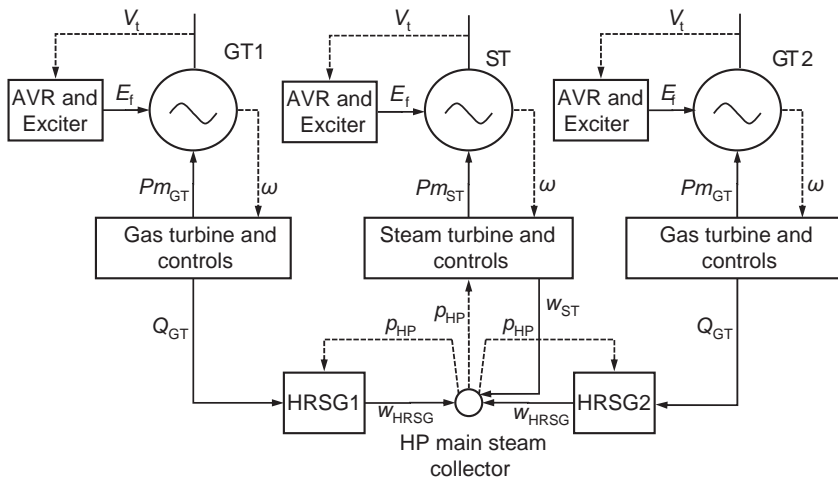 Vt
GT1
Vt
ST
Vt
GT2
AVR and
Exciter
Ef
AVR and
Exciter
Ef
AVR and
Exciter
Ef
PmGT
ω
PmST
ω
PmGT
ω
Gas turbine and
controls
Steam turbine and
controls
Gas turbine and
controls
QGT
pHP
pHP
pHP
wST
QGT
HRSG1
wHRSG
wHRSG
HRSG2
HP main steam
collector